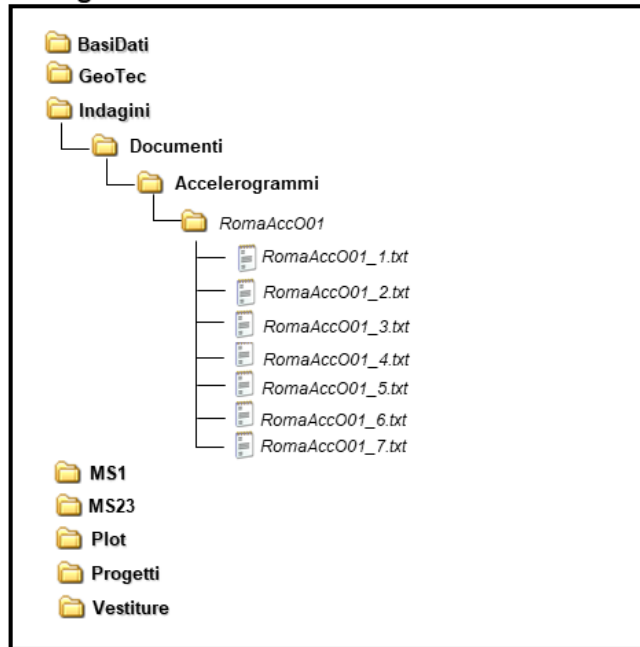 BasiDati
GeoTec
Indagini
Documenti
Accelerogrammi
RomaAccO01
RomaAccO01_1.txt
RomaAccO01_2.txt
RomaAccO01_3.txt
RomaAccO01_4.txt
RomaAccO01_5.txt
RomaAccO01_6.txt
RomaAccO01_7.txt
MS1
MS23
Plot
Progetti
Vestiture